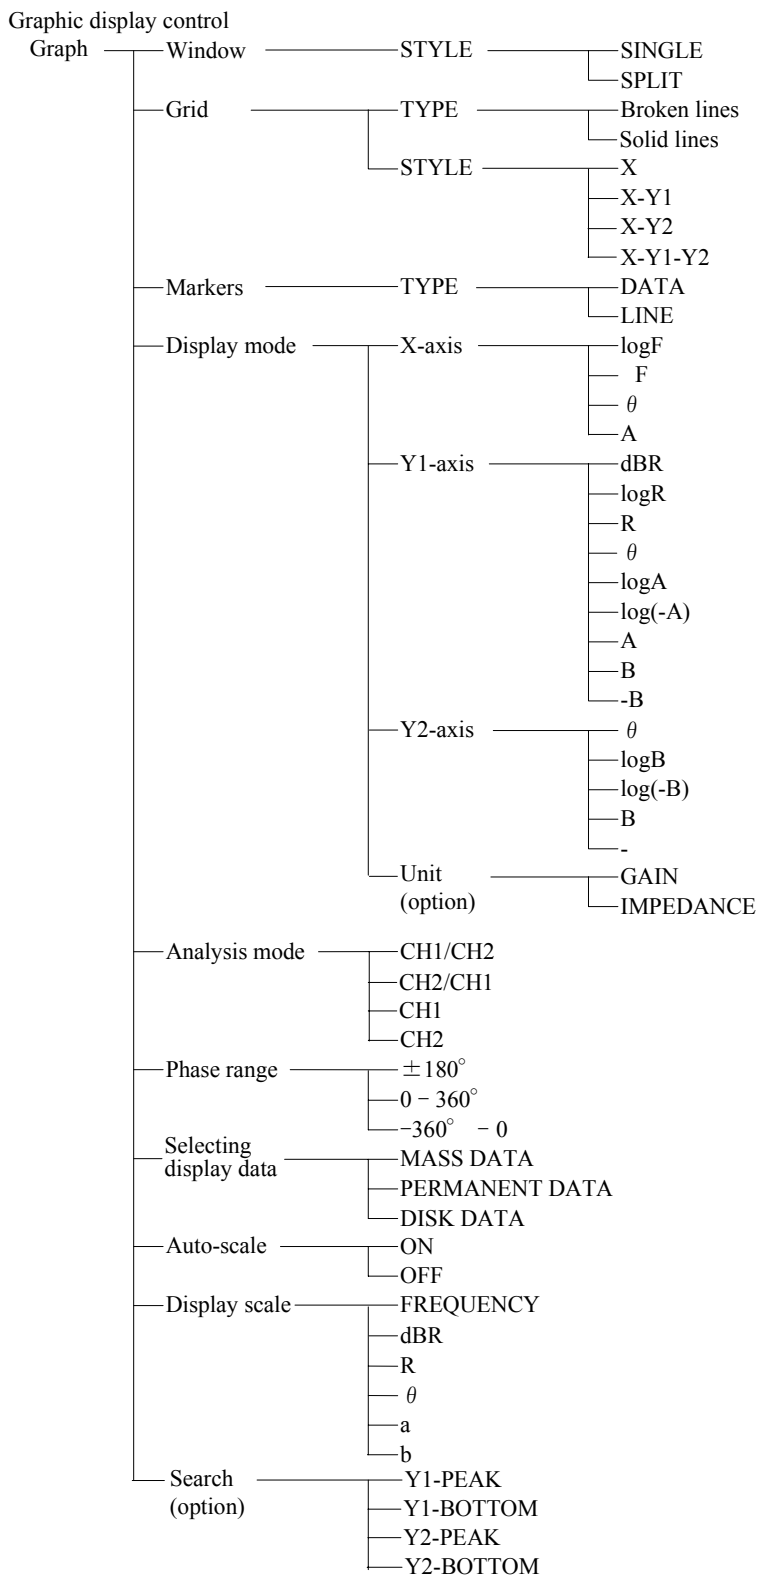 Graphic display control
Graph Window STYLE SINGLE
SPLIT
Grid TYPE Broken lines
Solid lines
STYLE X
X-Y1
X-Y2
X-Y1-Y2
Markers TYPE DATA
LINE
Display mode X-axis logF
F
θ
A
Y1-axis dBR
logR
R
θ
logA
log(-A)
A
B
-B
Y2-axis θ
logB
log(-B)
B
-
Unit GAIN
(option) IMPEDANCE
Analysis mode CH1/CH2
CH2/CH1
CH1
CH2
Phase range ±180°
0 − 360°
−360° − 0
Selecting
display data MASS DATA
PERMANENT DATA
DISK DATA
Auto-scale ON
OFF
Display scale FREQUENCY
dBR
R
θ
a
b
Search Y1-PEAK
(option) Y1-BOTTOM
Y2-PEAK
Y2-BOTTOM